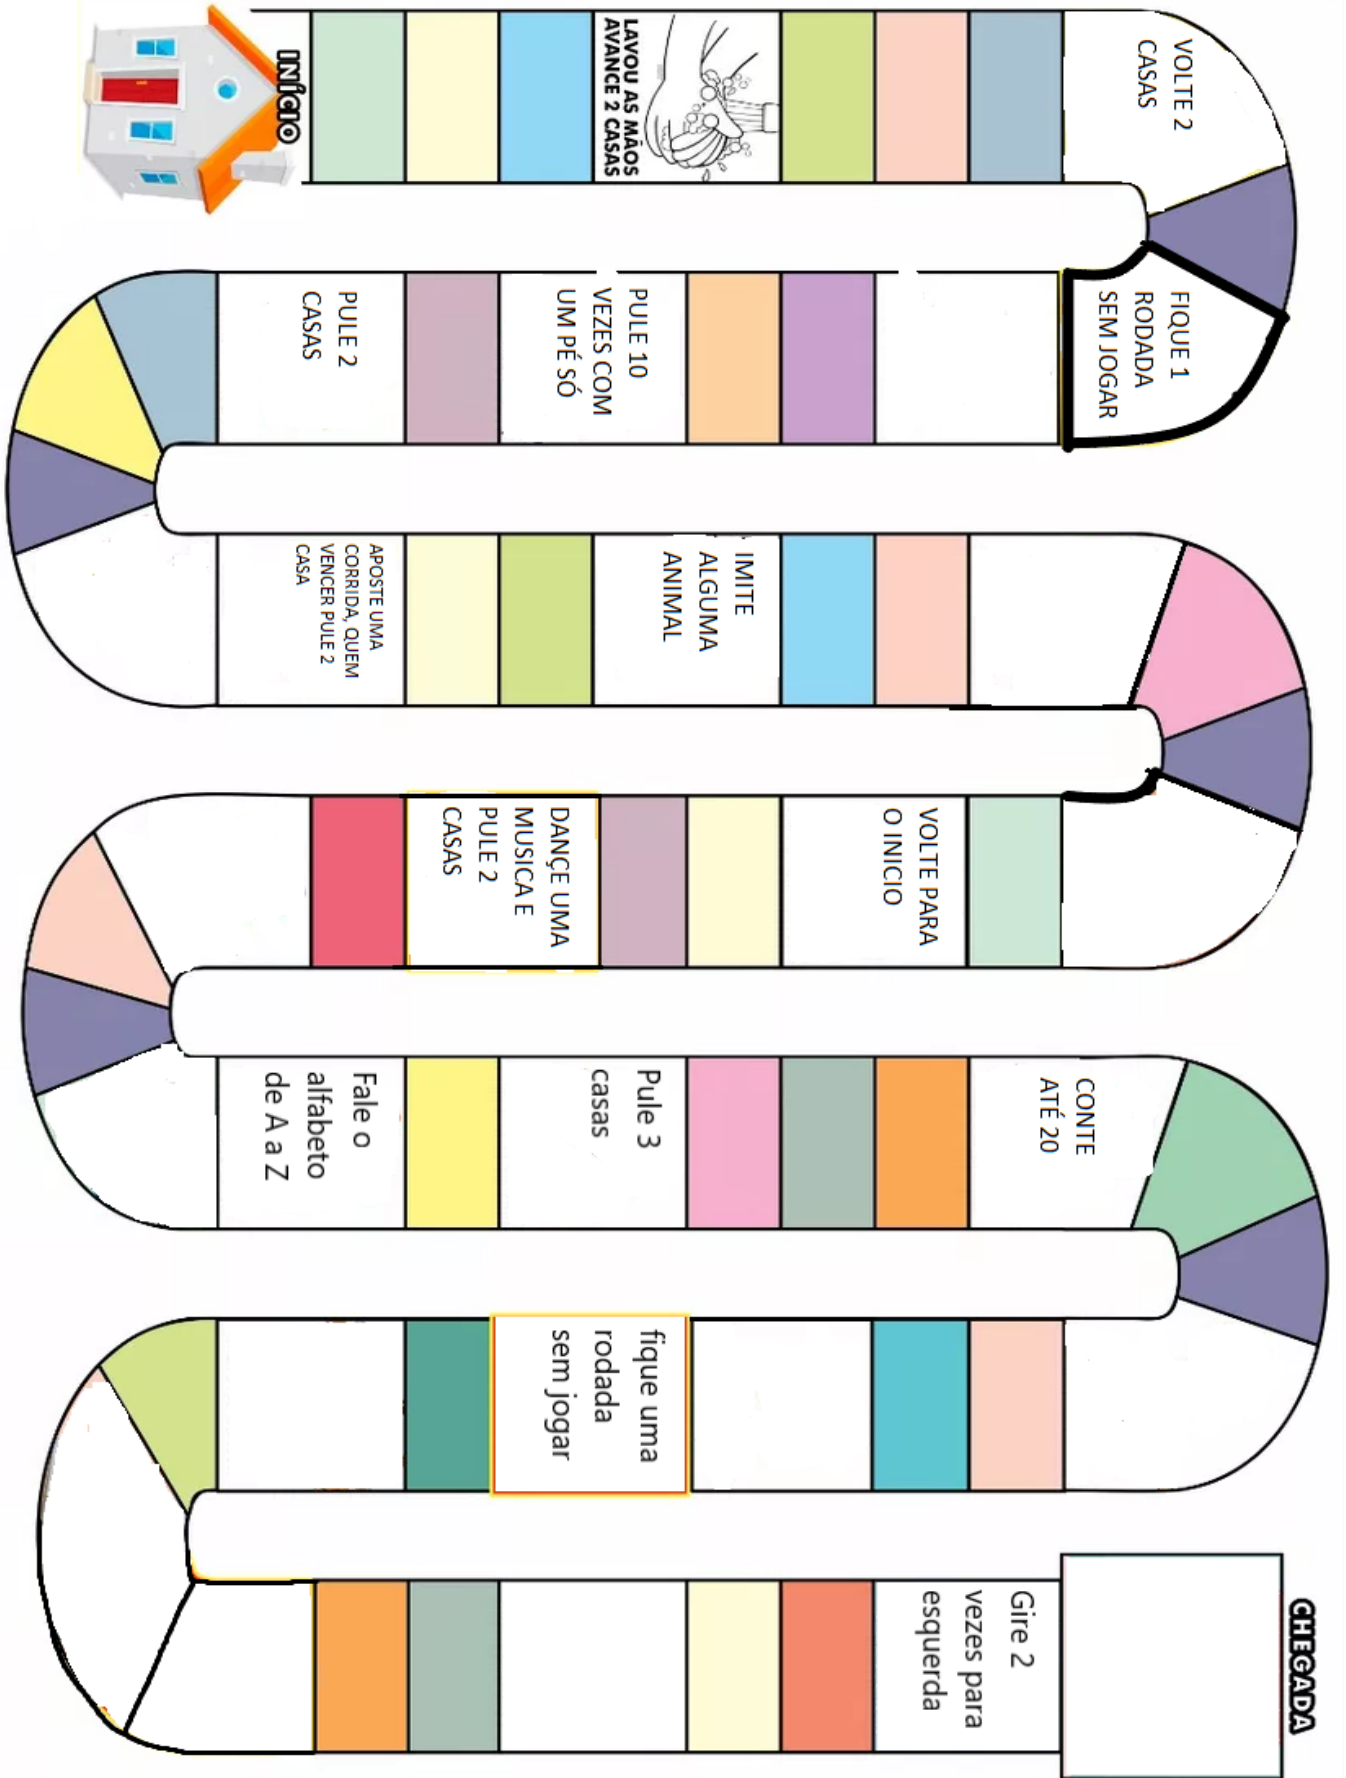 INÍCIO
LAVOU AS MÃOS
AVANCE 2 CASAS
VOLTE 2
CASAS
FIQUE 1
RODADA
SEM JOGAR
PULE 10
VEZES COM
UM PÉ SÓ
PULE 2
CASAS
APOSTE UMA
CORRIDA, QUEM
VENCER PULE 2
CASA
IMITE
ALGUMA
ANIMAL
VOLTE PARA
O INICIO
DANÇE UMA
MUSICA E
PULE 2
CASAS
Fale o
alfabeto
de A a Z
Pule 3
casas
CONTE
ATÉ 20
fique uma
rodada
sem jogar
Gire 2
vezes para
esquerda
CHEGADA